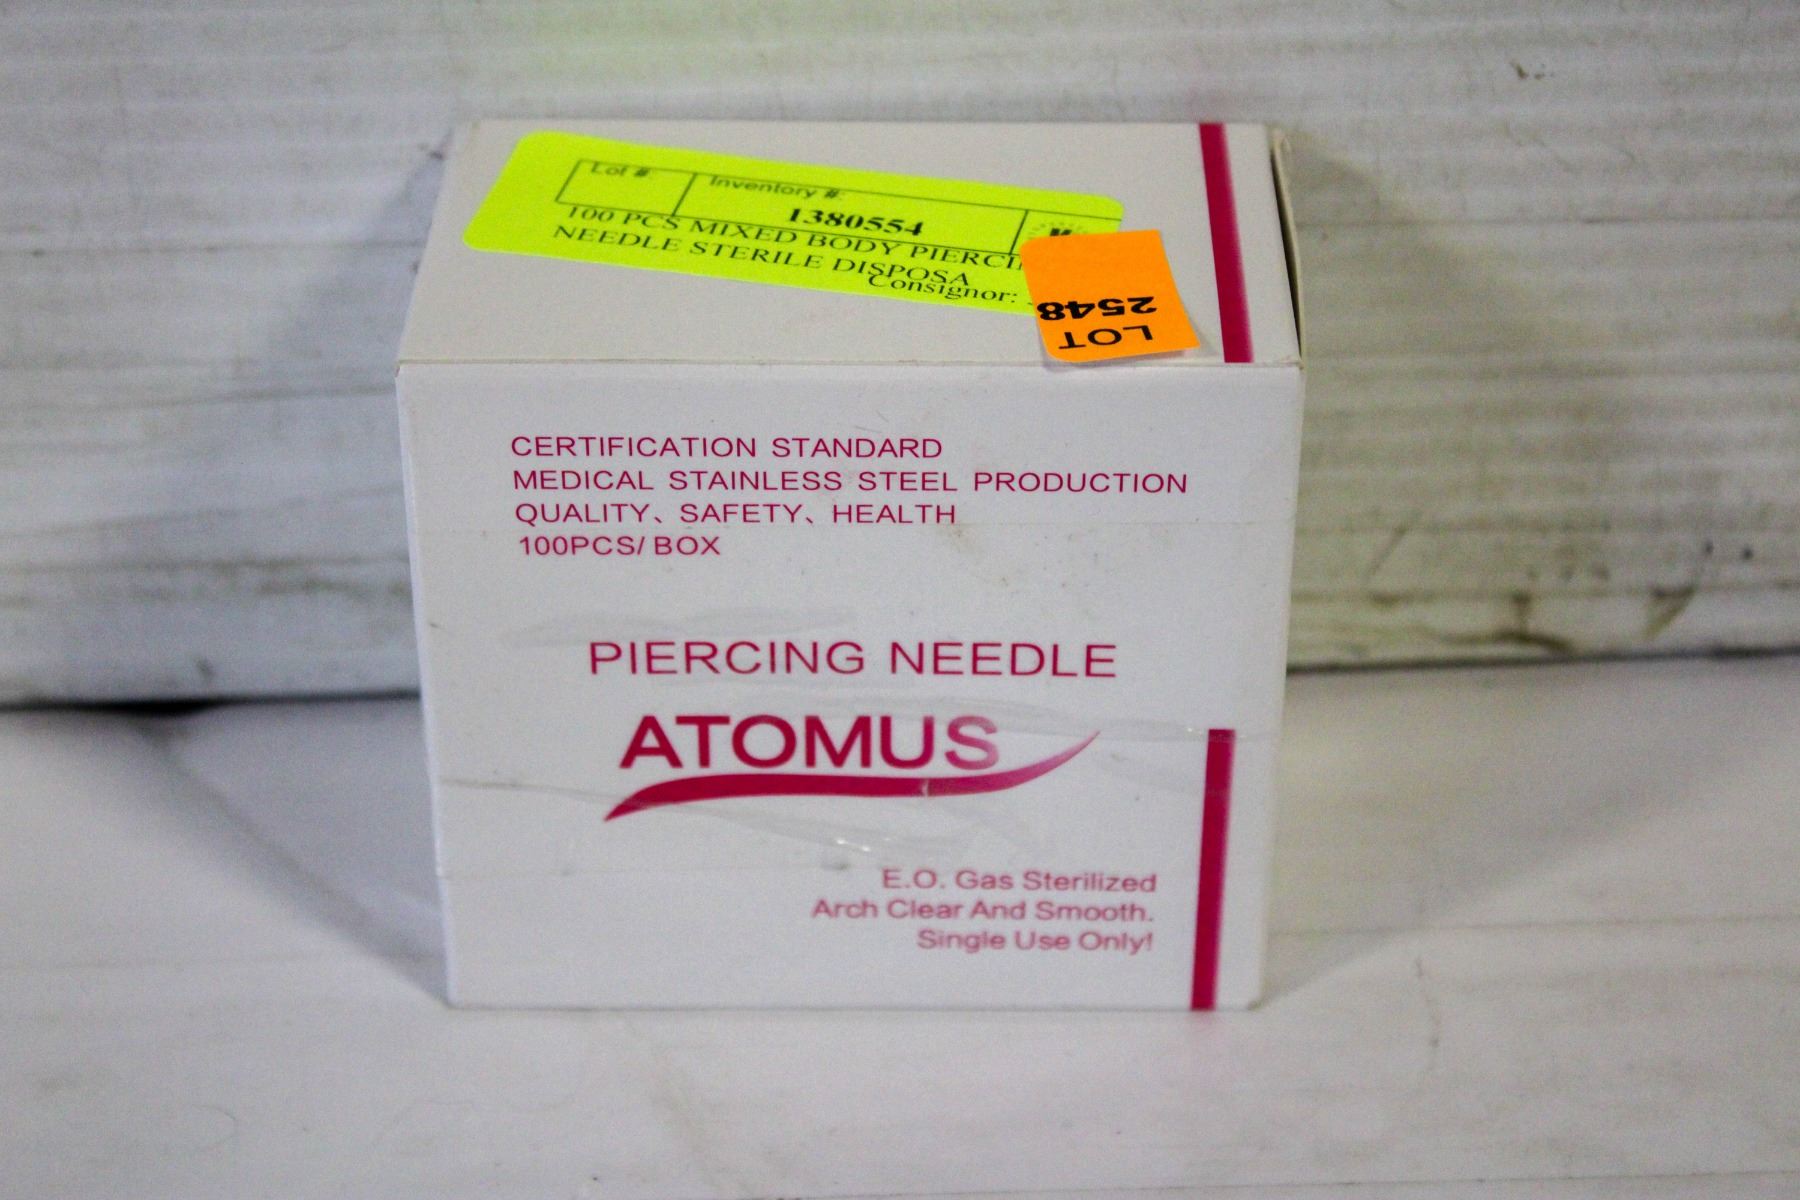 Lot #:
Inventory #:
1380554
100 PCS MIXED BODY PIERCI
NEEDLE STERILE DISPOSA
Consignor:
LOT
2548
CERTIFICATION STANDARD
MEDICAL STAINLESS STEEL PRODUCTION
QUALITY、SAFETY、HEALTH
100PCS/ BOX
PIERCING NEEDLE
ATOMUS
E.O. Gas Sterilized
Arch Clear And Smooth.
Single Use Only!